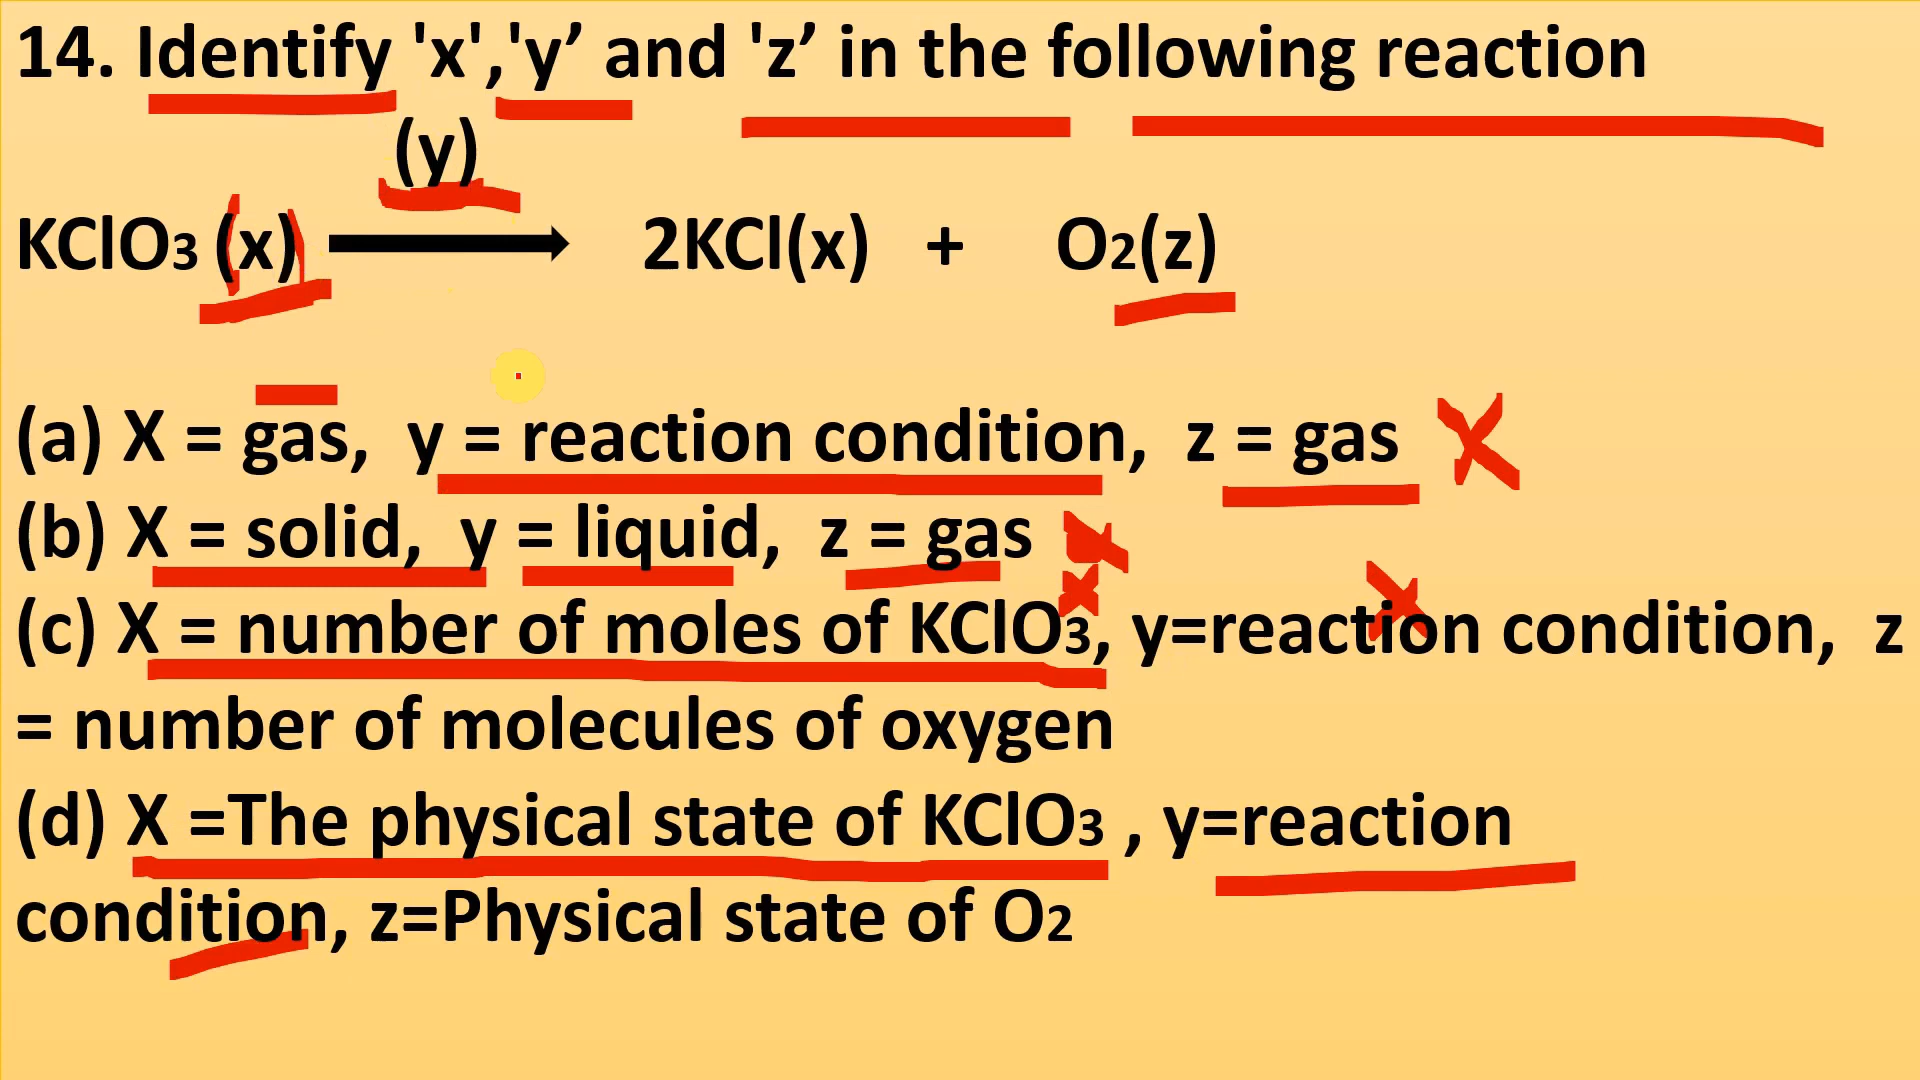 14. Identify 'x','y’ and 'z’ in the following reaction
(y)
KClO3 (x) 2KCl(x) + O2(z)
(a) X = gas, y = reaction condition, z = gas
(b) X = solid, y = liquid, z = gas
(c) X = number of moles of KClO3, y=reaction condition, z
= number of molecules of oxygen
(d) X =The physical state of KClO3 , y=reaction
condition, z=Physical state of O2